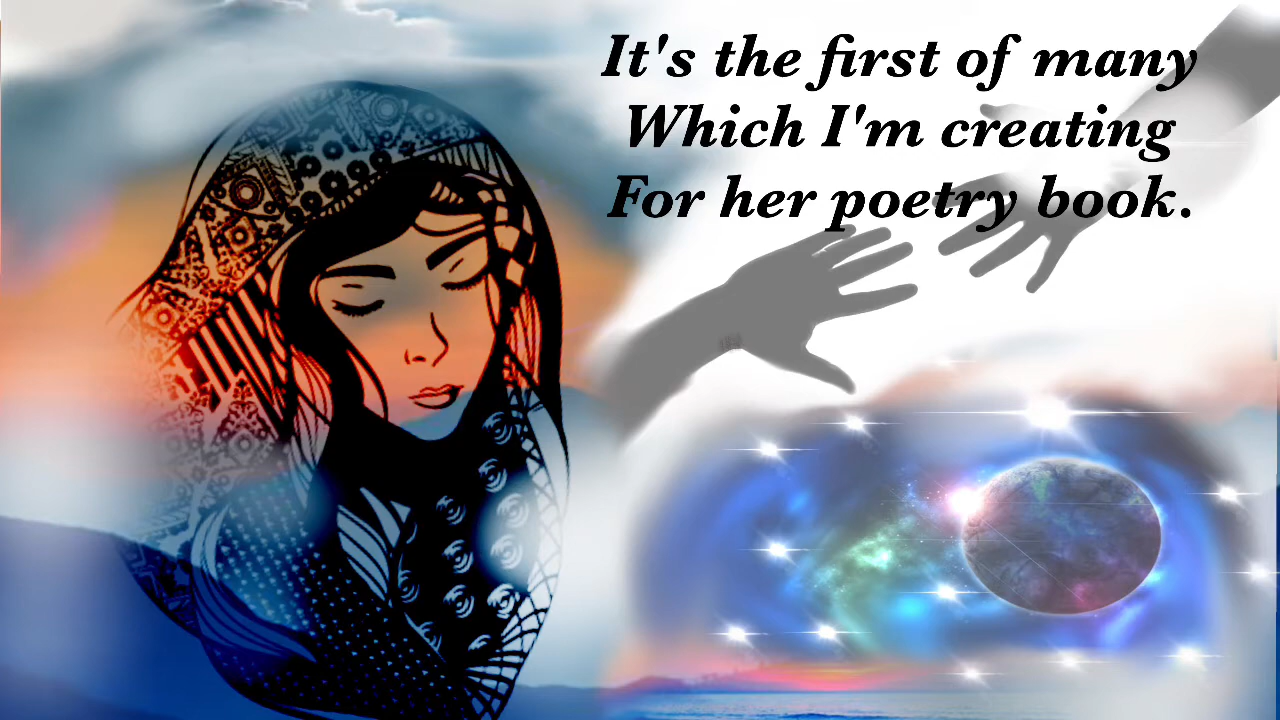 It's the first of many
Which I'm creating
For her poetry book.